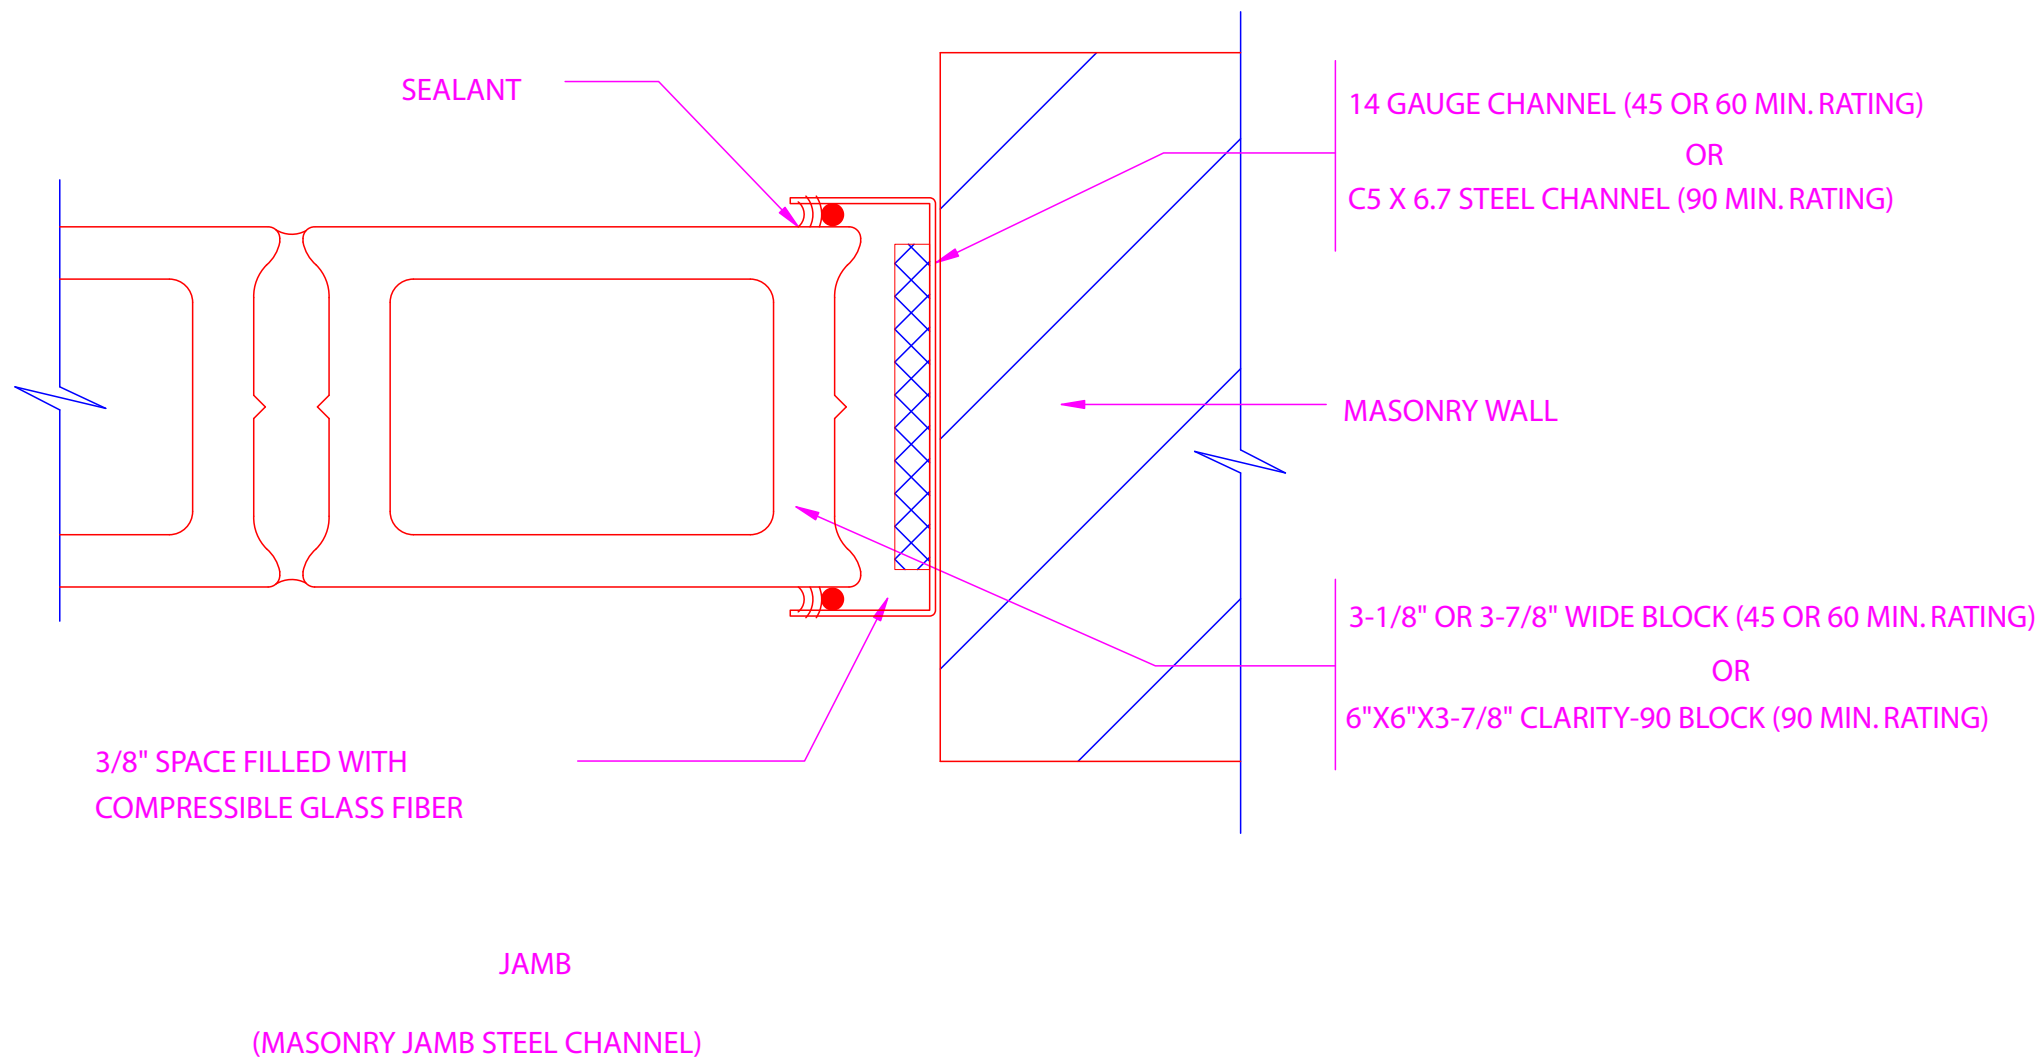 SEALANT
14 GAUGE CHANNEL (45 OR 60 MIN. RATING)
OR
C5 X 6.7 STEEL CHANNEL (90 MIN. RATING)
MASONRY WALL
3-1/8" OR 3-7/8" WIDE BLOCK (45 OR 60 MIN. RATING)
OR
6"X6"X3-7/8" CLARITY-90 BLOCK (90 MIN. RATING)
3/8" SPACE FILLED WITH
COMPRESSIBLE GLASS FIBER
JAMB
(MASONRY JAMB STEEL CHANNEL)